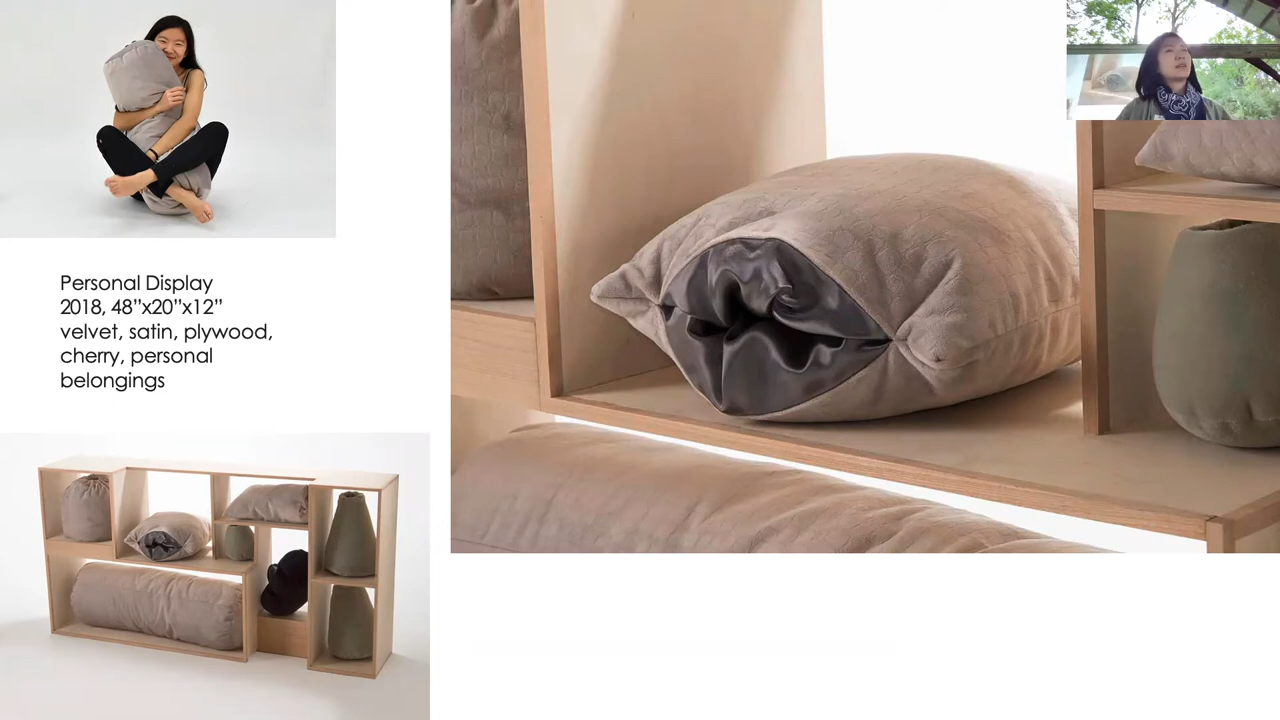 Personal Display
2018, 48”x20”x12”
velvet, satin, plywood,
cherry, personal
belongings